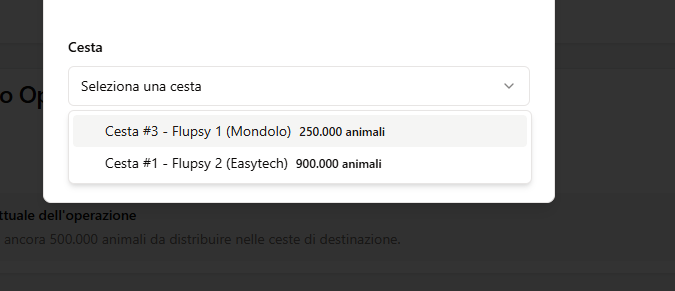 Cesta
Seleziona una cesta
o Op
Cesta #3 - Flupsy 1 (Mondolo) 250.000 animali
Cesta #1 - Flupsy 2 (Easytech) 900.000 animali
ttuale dell'operazione
ancora 500.000 animali da distribuire nelle ceste di destinazione.